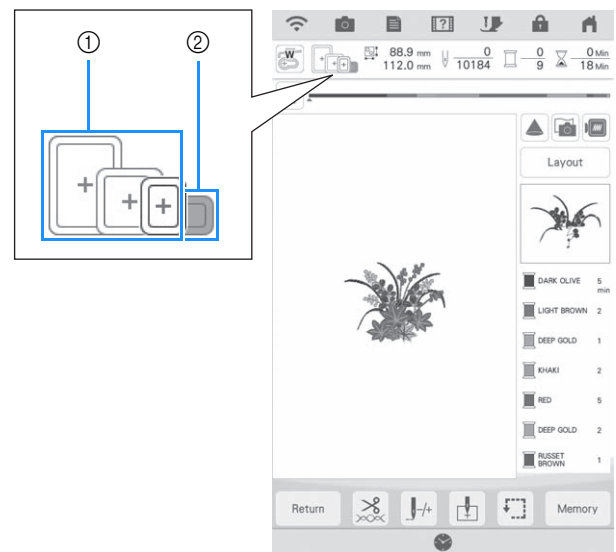 ① ②
W
88.9 mm 0 0 0 Min
112.0 mm 10184 9 18 Min
Layout
DARK OLIVE 5 min
LIGHT BROWN 2
DEEP GOLD 1
KHAKI 2
RED 5
DEEP GOLD 2
RUSSET BROWN 1
Return -/+ Memory